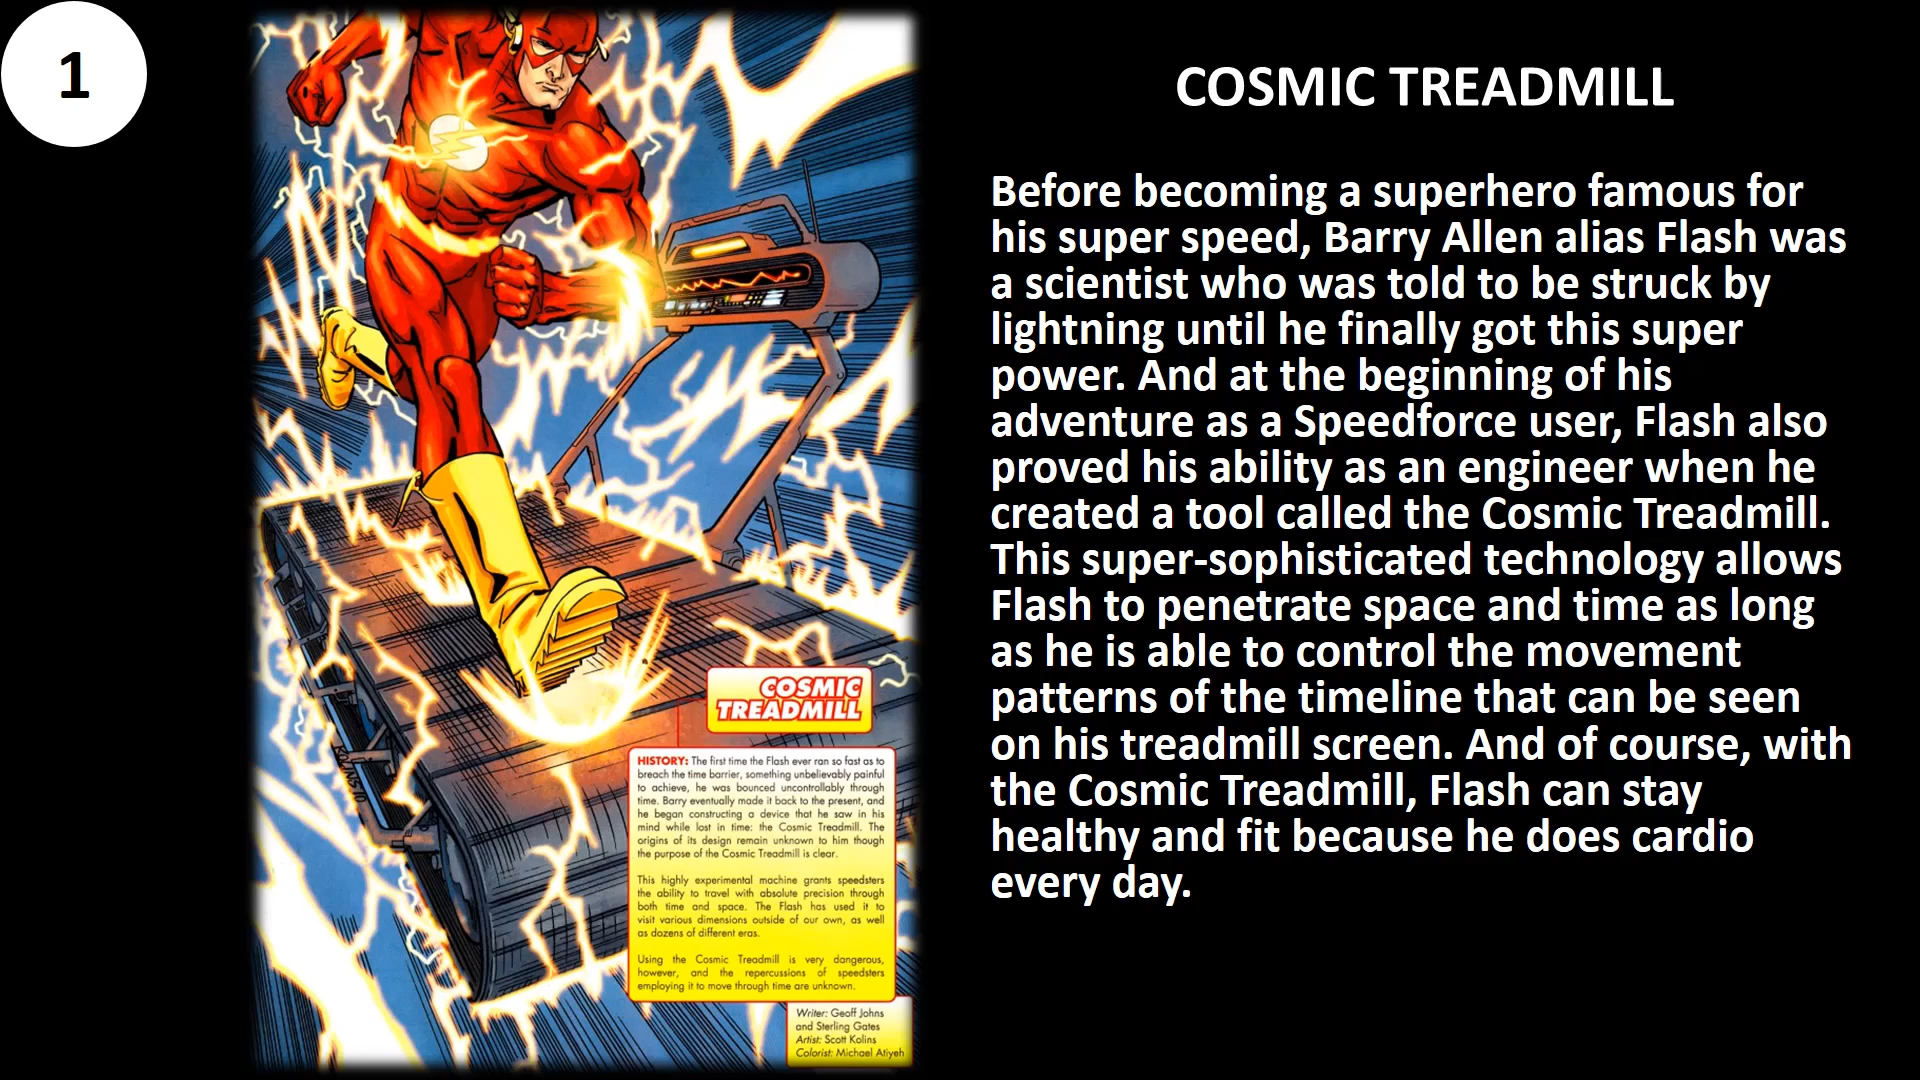 1
COSMIC TREADMILL
Before becoming a superhero famous for
his super speed, Barry Allen alias Flash was
a scientist who was told to be struck by
lightning until he finally got this super
power. And at the beginning of his
adventure as a Speedforce user, Flash also
proved his ability as an engineer when he
created a tool called the Cosmic Treadmill.
This super-sophisticated technology allows
Flash to penetrate space and time as long
as he is able to control the movement
patterns of the timeline that can be seen
on his treadmill screen. And of course, with
the Cosmic Treadmill, Flash can stay
healthy and fit because he does cardio
every day.
COSMIC
TREADMILL
HISTORY: The first time the Flash ever ran so fast as to
breach the time barrier, something unbelievably painful
to achieve, he was bounced uncontrollably through
time. Barry eventually made it back to the present, and
he began constructing a device that he saw in his
mind while lost in time: the Cosmic Treadmill. The
origins of its design remain unknown to him though
the purpose of the Cosmic Treadmill is clear.
This highly experimental machine grants speedsters
the ability to travel with absolute precision through
both time and space. The Flash has used it to
visit various dimensions outside of our own, as well
as dozens of different eras.
Using the Cosmic Treadmill is very dangerous,
however, and the repercussions of speedsters
employing it to move through time are unknown.
Writer: Geoff Johns
and Sterling Gates
Artist: Scott Kolins
Colorist: Michael Atiyeh